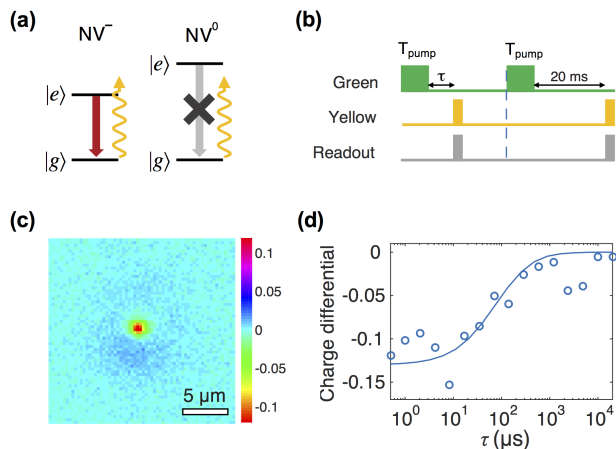 (a)
NV⁻
NV⁰
|e⟩
|g⟩
|e⟩
|g⟩
(b)
T_pump
T_pump
Green
τ
20 ms
Yellow
Readout
(c)
0.1
0.05
0
-0.05
-0.1
5 μm
(d)
Charge differential
0
-0.05
-0.1
-0.15
10⁰
10¹
10²
10³
10⁴
τ (μs)